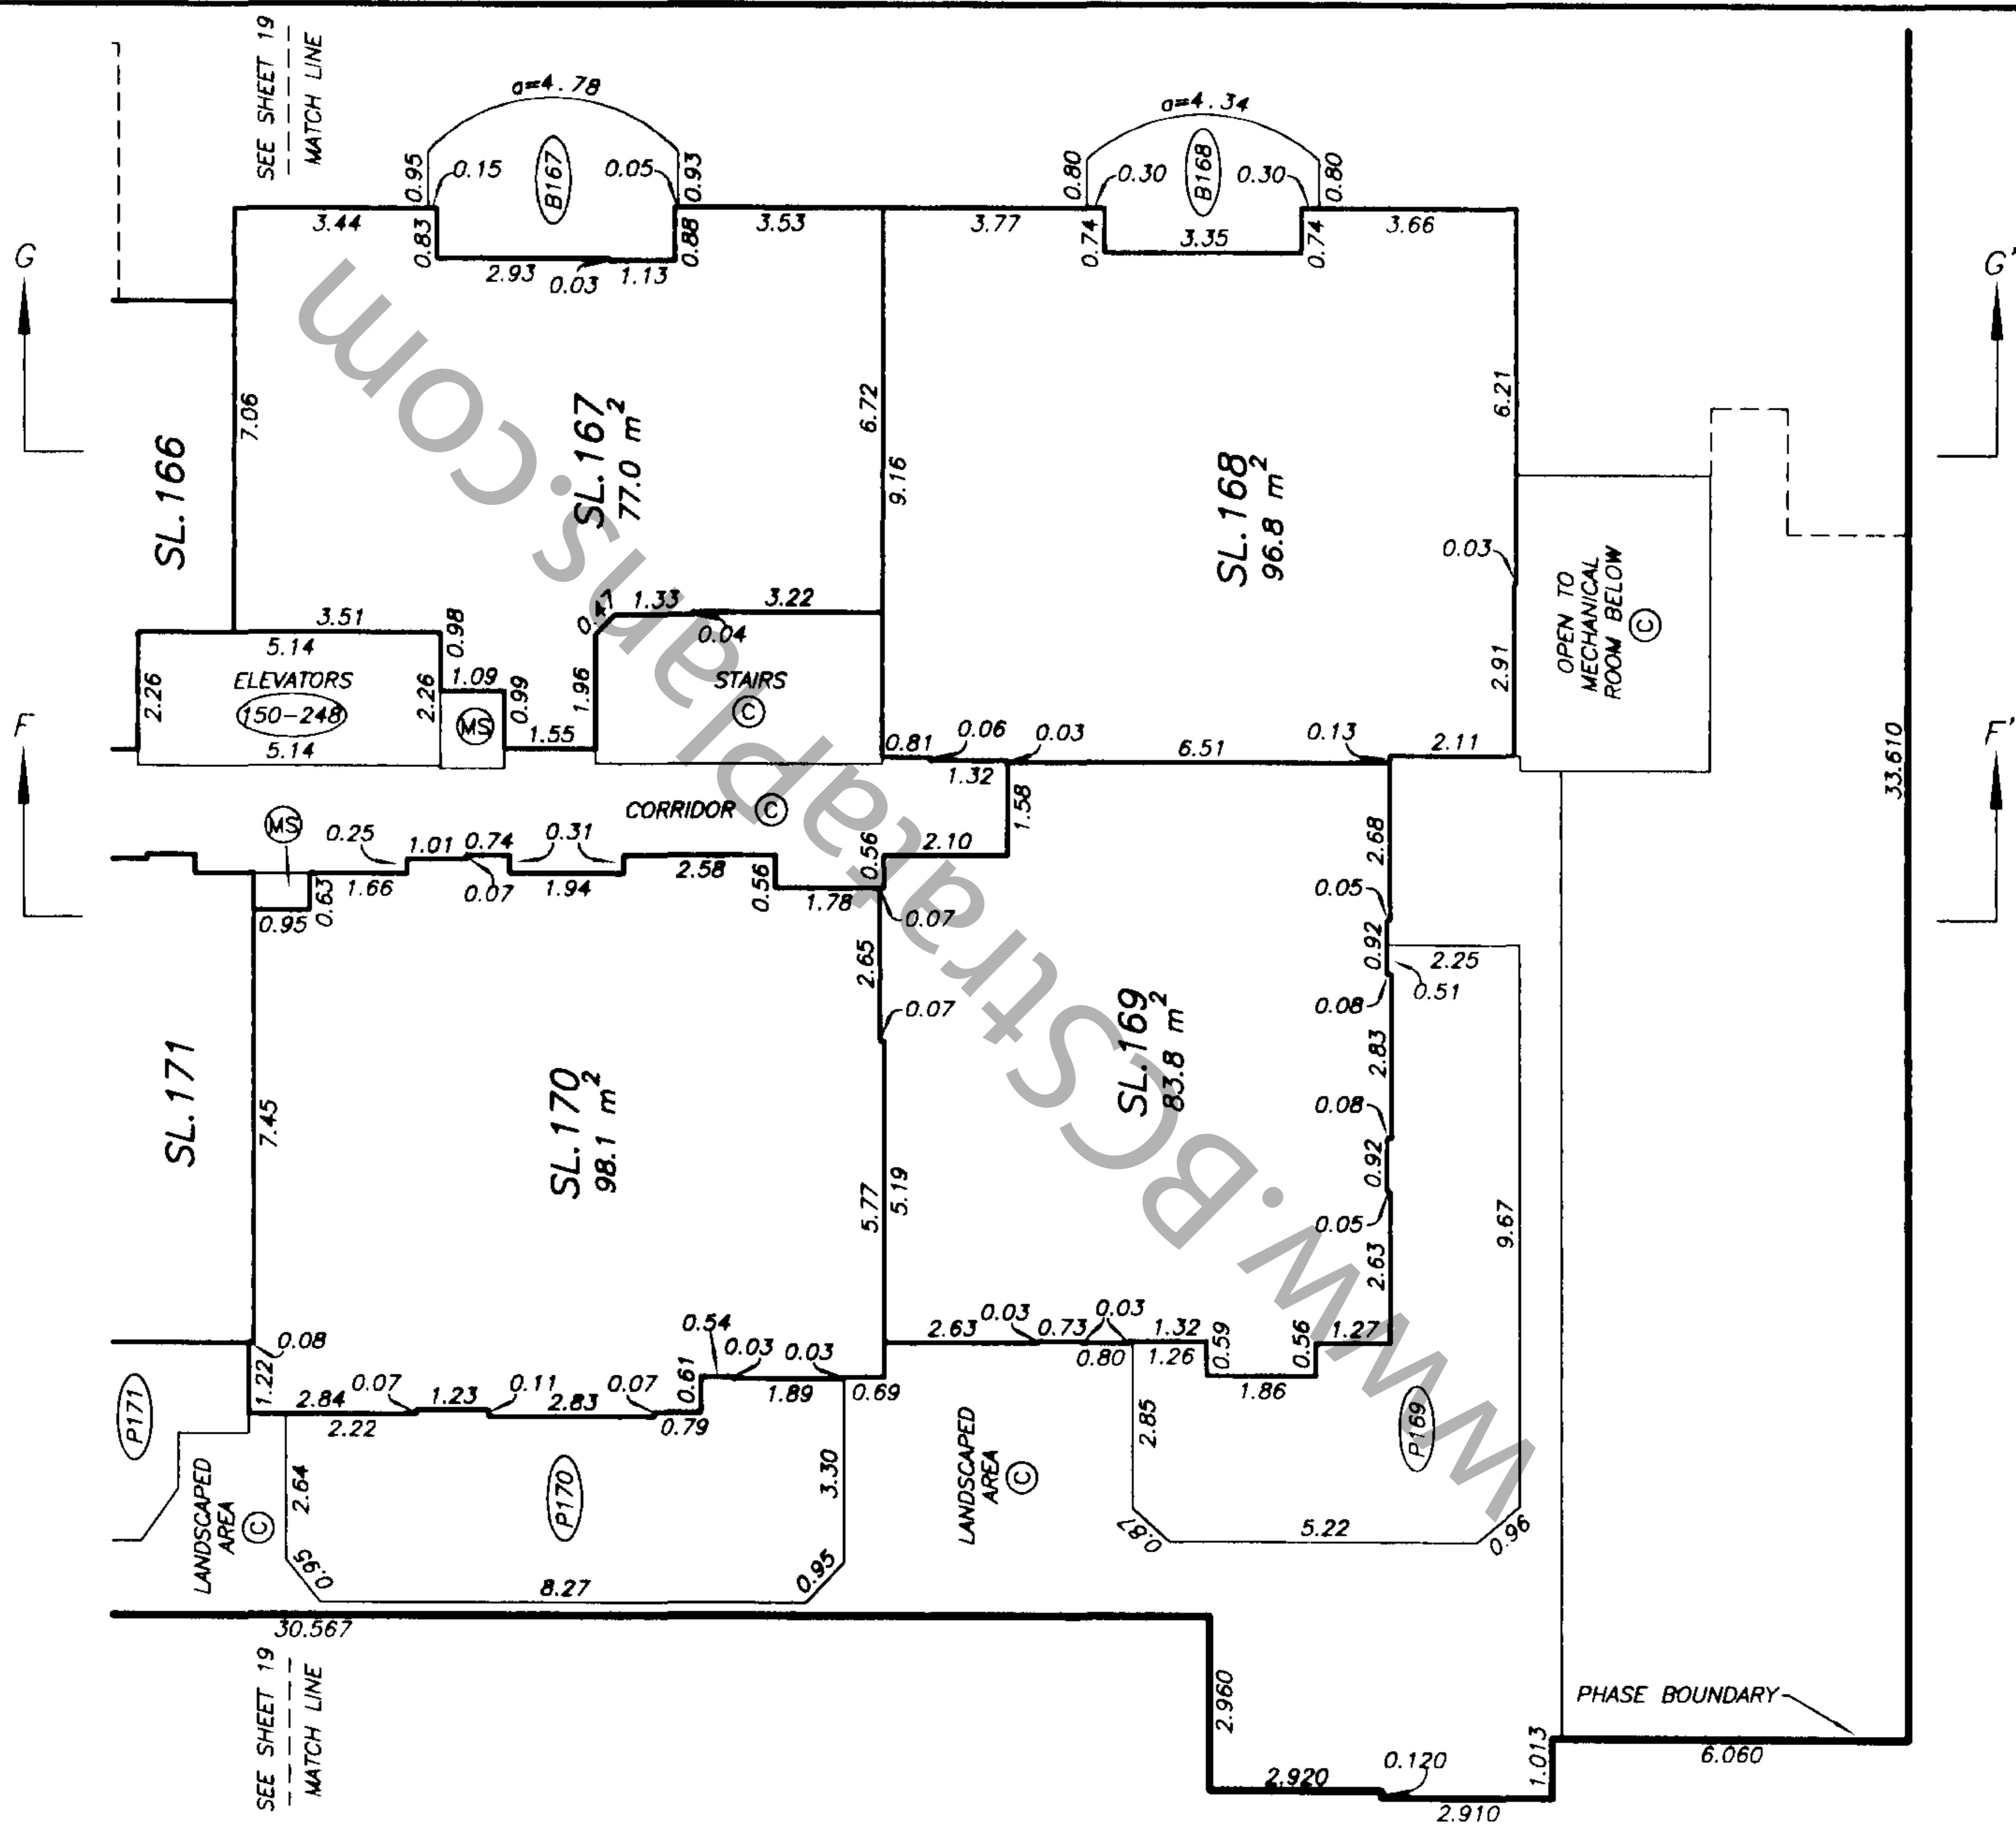 SEE SHEET 19
MATCH LINE
a=4.78
a=4.34
0.95
0.15
B167
0.05
0.93
0.80
0.30
B168
0.30
0.80
3.44
0.83
2.93
0.03
1.13
0.88
3.53
3.77
0.74
3.35
0.74
3.66
G
G'
SL.166
7.06
SL.167
77.0 m²
6.72
9.16
SL.168
96.8 m²
6.21
0.03
2.91
OPEN TO
MECHANICAL
ROOM BELOW
C
33.610
3.51
5.14
0.98
ELEVATORS
150-248
2.26
2.26
5.14
1.09
MS
0.99
1.55
1.96
1.33
3.22
0.04
STAIRS
C
F
F'
0.81
0.06
0.03
1.32
6.51
0.13
2.11
1.58
CORRIDOR C
MS
0.25
1.01
0.74
0.31
2.58
0.56
0.56
2.10
0.07
1.66
1.94
1.78
0.63
0.95
0.07
2.65
0.07
2.68
0.05
0.92
2.25
0.51
0.08
2.83
0.08
0.92
0.05
2.63
9.67
SL.171
7.45
SL.170
98.1 m²
5.77
5.19
SL.169
83.8 m²
0.08
1.22
2.84
0.07
1.23
0.11
2.83
0.07
0.61
0.54
0.03
0.03
1.89
0.69
2.22
0.79
2.63
0.03
0.73
0.03
0.80
1.32
1.26
0.59
1.86
0.56
1.27
P171
LANDSCAPED
AREA
C
2.64
P170
3.30
0.95
8.27
0.95
LANDSCAPED
AREA
C
2.85
P169
0.87
5.22
0.96
30.567
SEE SHEET 19
MATCH LINE
2.960
2.920
0.120
2.910
1.013
PHASE BOUNDARY
6.060
www.BCStrataplans.com